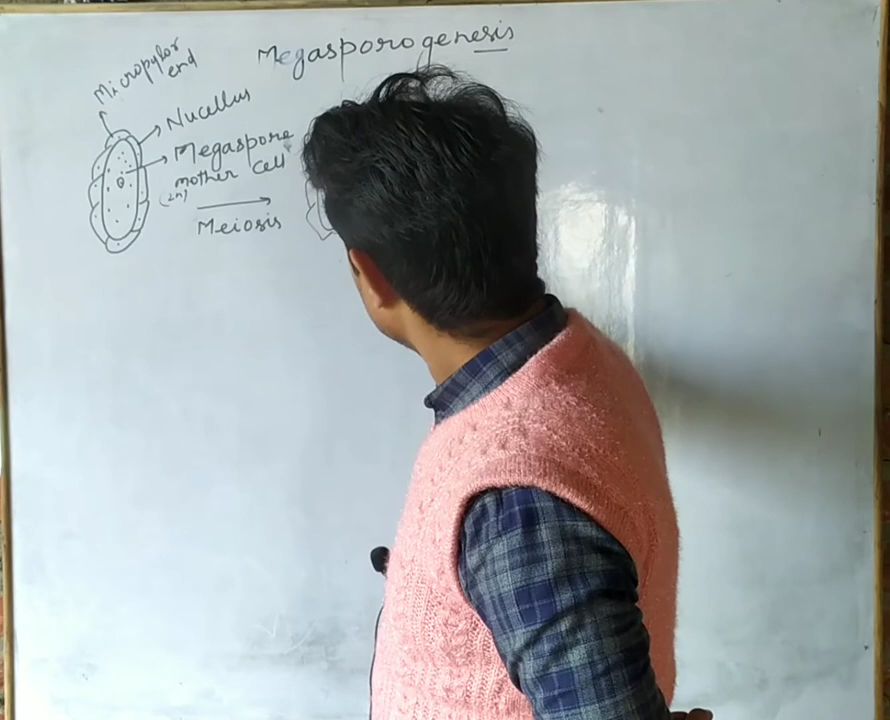 Megasporogenesis
Micropylar
end
Nucellus
Megaspore
mother cell
(2n)
Meiosis